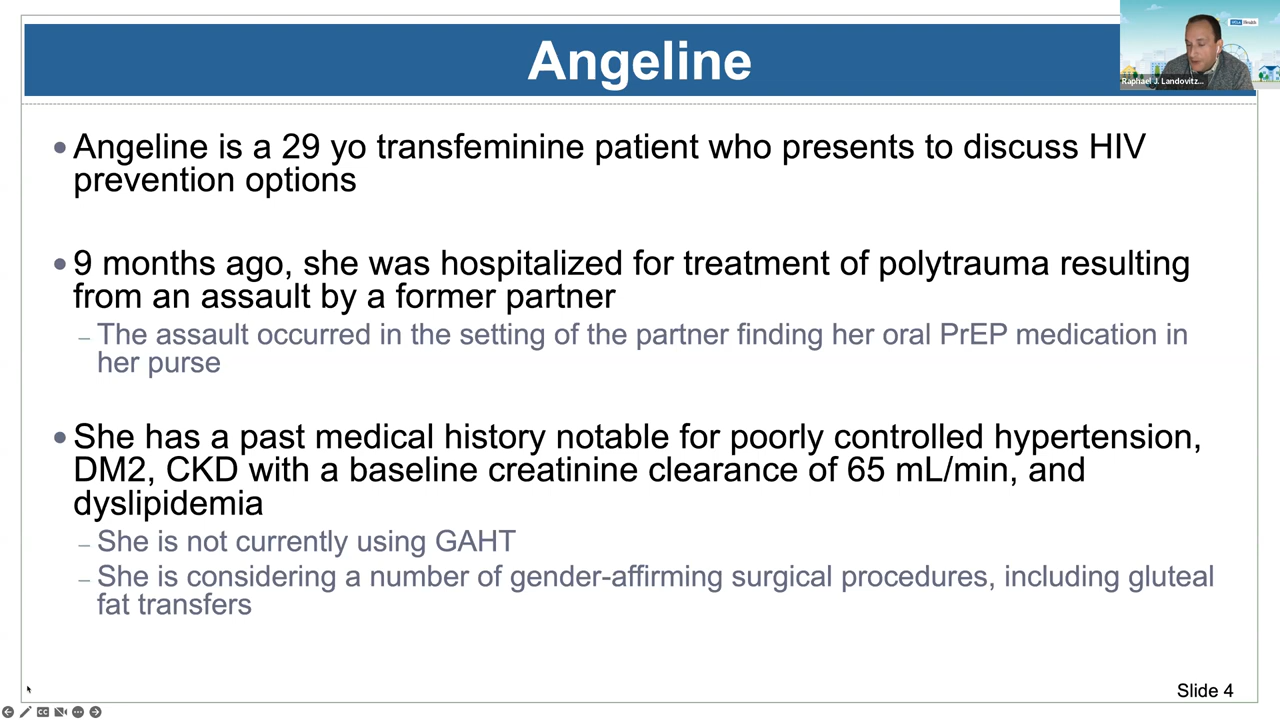 Angeline
Raphael J. Landovitz...
• Angeline is a 29 yo transfeminine patient who presents to discuss HIV
prevention options
• 9 months ago, she was hospitalized for treatment of polytrauma resulting
from an assault by a former partner
– The assault occurred in the setting of the partner finding her oral PrEP medication in
her purse
• She has a past medical history notable for poorly controlled hypertension,
DM2, CKD with a baseline creatinine clearance of 65 mL/min, and
dyslipidemia
– She is not currently using GAHT
– She is considering a number of gender-affirming surgical procedures, including gluteal
fat transfers
Slide 4